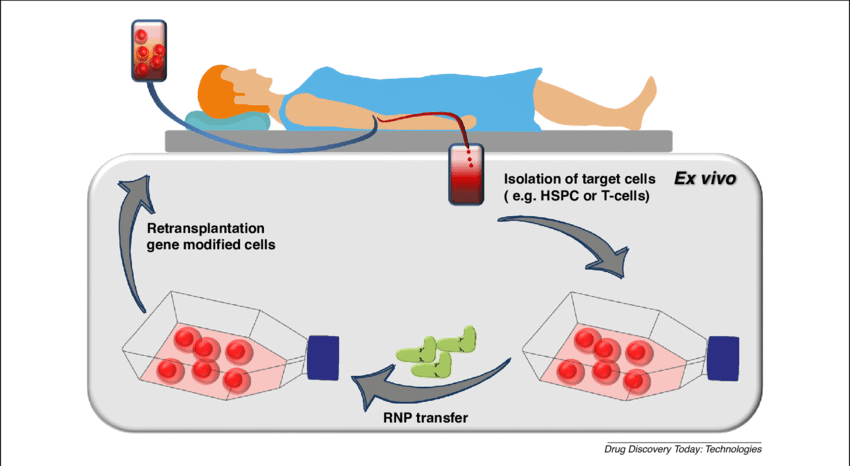 Isolation of target cells
( e.g. HSPC or T-cells)
Ex vivo
Retransplantation
gene modified cells
RNP transfer
Drug Discovery Today: Technologies